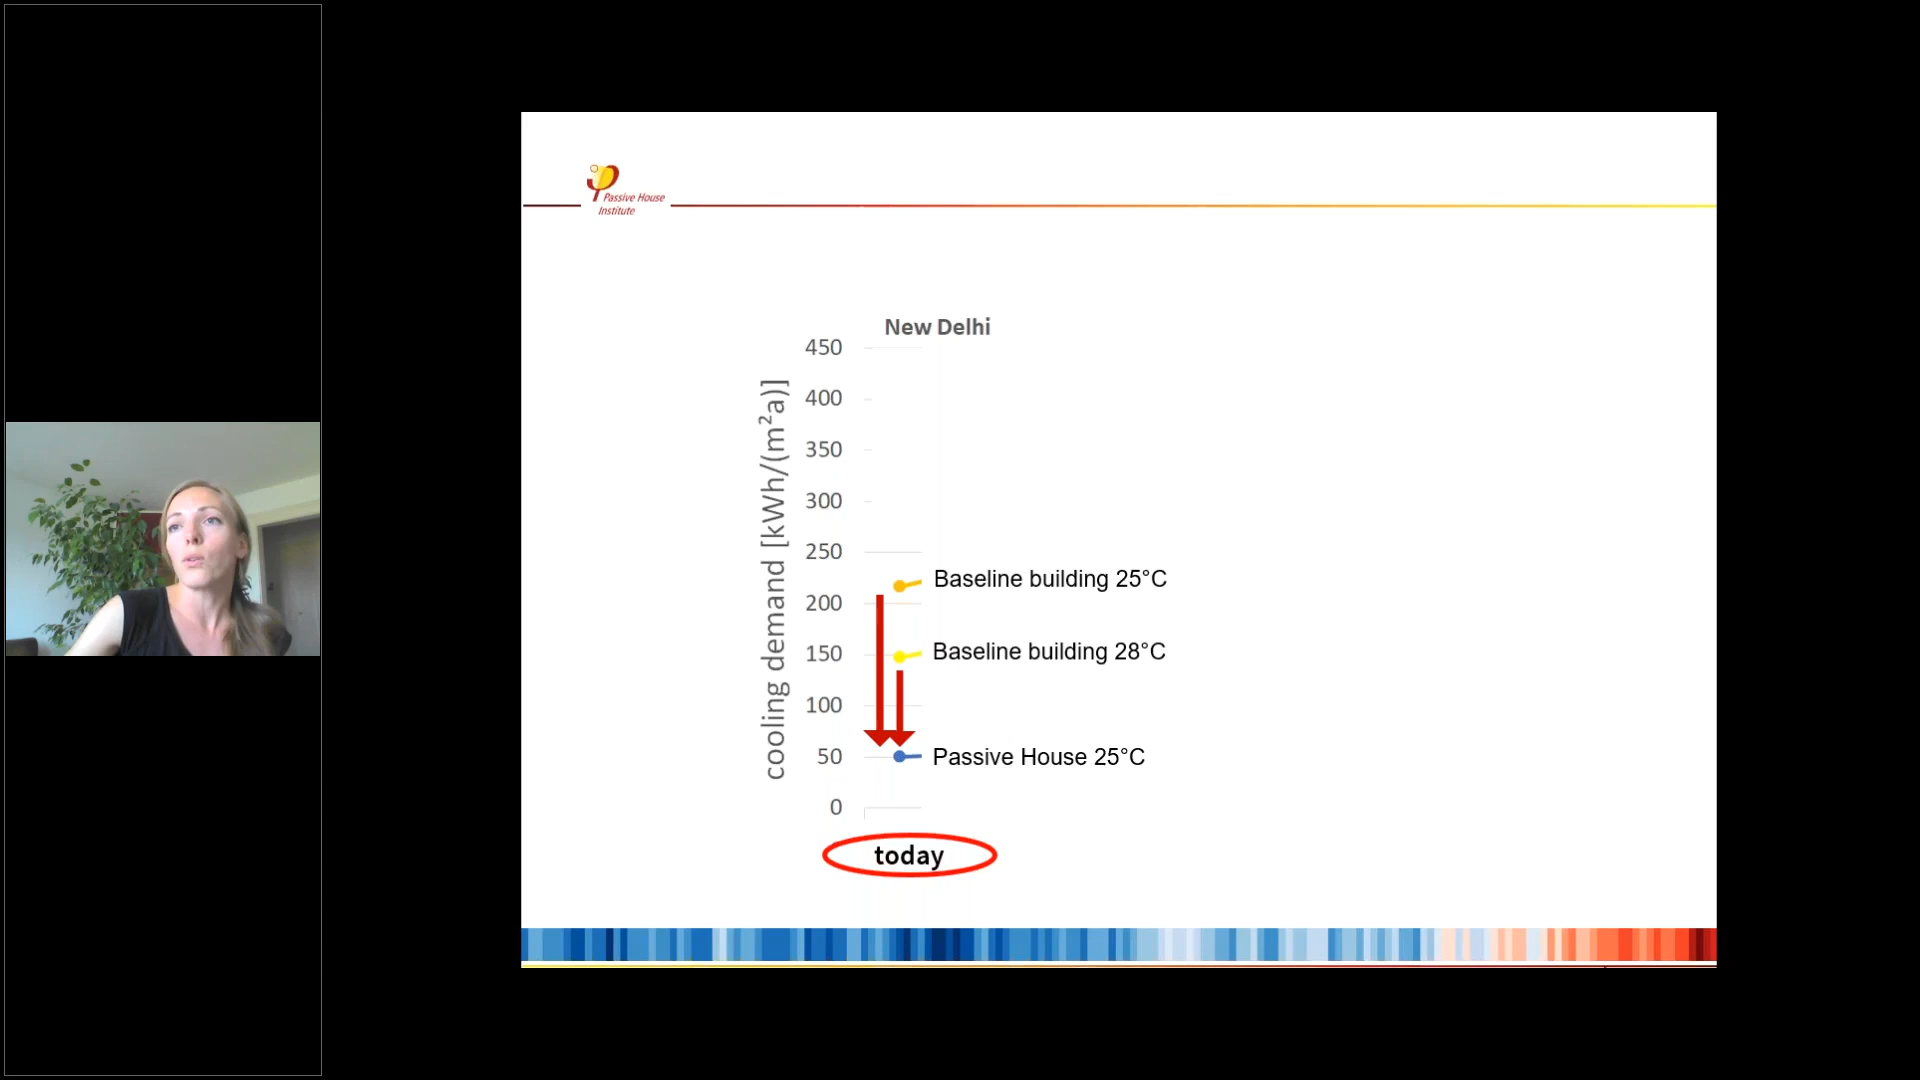 Passive House
Institute
New Delhi
cooling demand [kWh/(m²a)]
450
400
350
300
250
200
150
100
50
0
Baseline building 25°C
Baseline building 28°C
Passive House 25°C
today